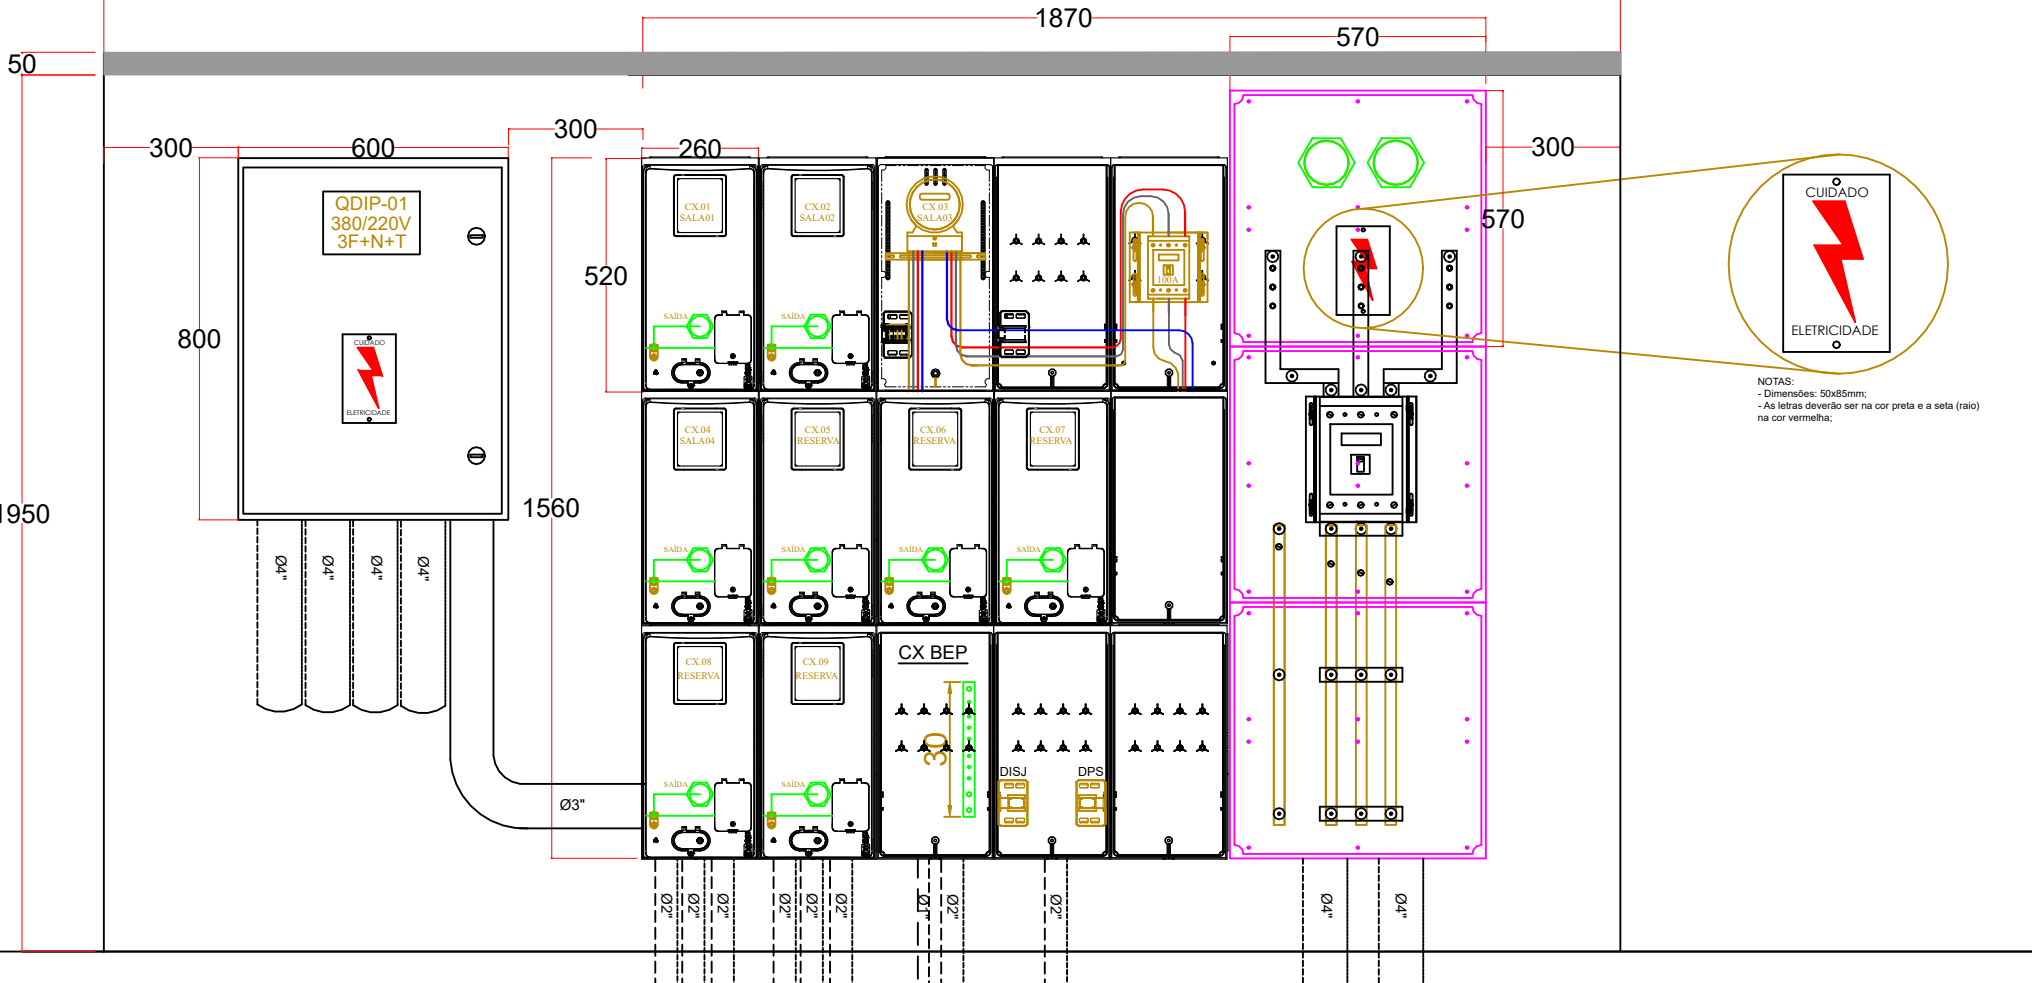 1870
570
50
300
600
300
260
300
QDIP-01
380/220V
3F+N+T
CX.01
SALA01
CX.02
SALA02
CX.03
SALA03
CUIDADO
ELETRICIDADE
570
520
100A
800
CUIDADO
ELETRICIDADE
SAÍDA
SAÍDA
NOTAS:
- Dimensões: 50x85mm;
- As letras deverão ser na cor preta e a seta (raio)
na cor vermelha;
CX.04
SALA04
CX.05
RESERVA
CX.06
RESERVA
CX.07
RESERVA
1950
1560
SAÍDA
SAÍDA
SAÍDA
SAÍDA
Ø4"
Ø4"
Ø4"
Ø4"
CX.08
RESERVA
CX.09
RESERVA
CX BEP
30
DISJ
DPS
SAÍDA
SAÍDA
Ø3"
Ø2"
Ø2"
Ø2"
Ø2"
Ø2"
Ø2"
Ø1"
Ø2"
Ø2"
Ø4"
Ø4"